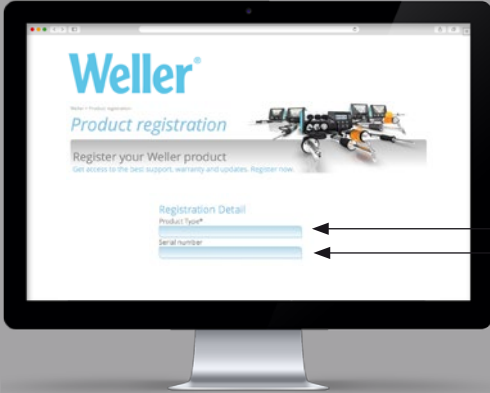 Weller®
Home > Product registration
Product registration
Register your Weller product
Get access to the best support, warranty and updates. Register now.
Registration Detail
Product Type*
Serial number